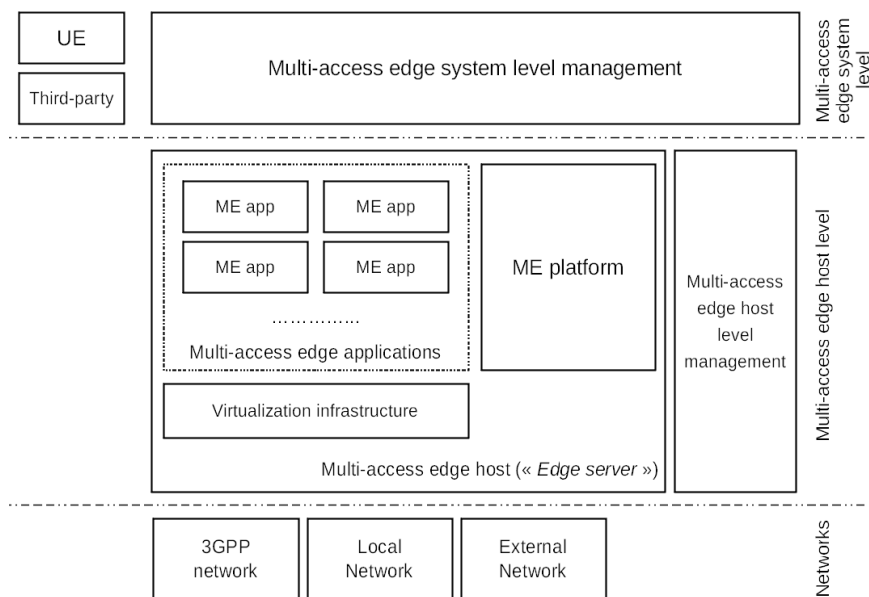 UE
Third-party
Multi-access edge system level management
Multi-access
edge system
level
ME app
ME app
ME app
ME app
……………
Multi-access edge applications
ME platform
Virtualization infrastructure
Multi-access edge host (« Edge server »)
Multi-access
edge host
level
management
Multi-access edge host level
3GPP
network
Local
Network
External
Network
Networks